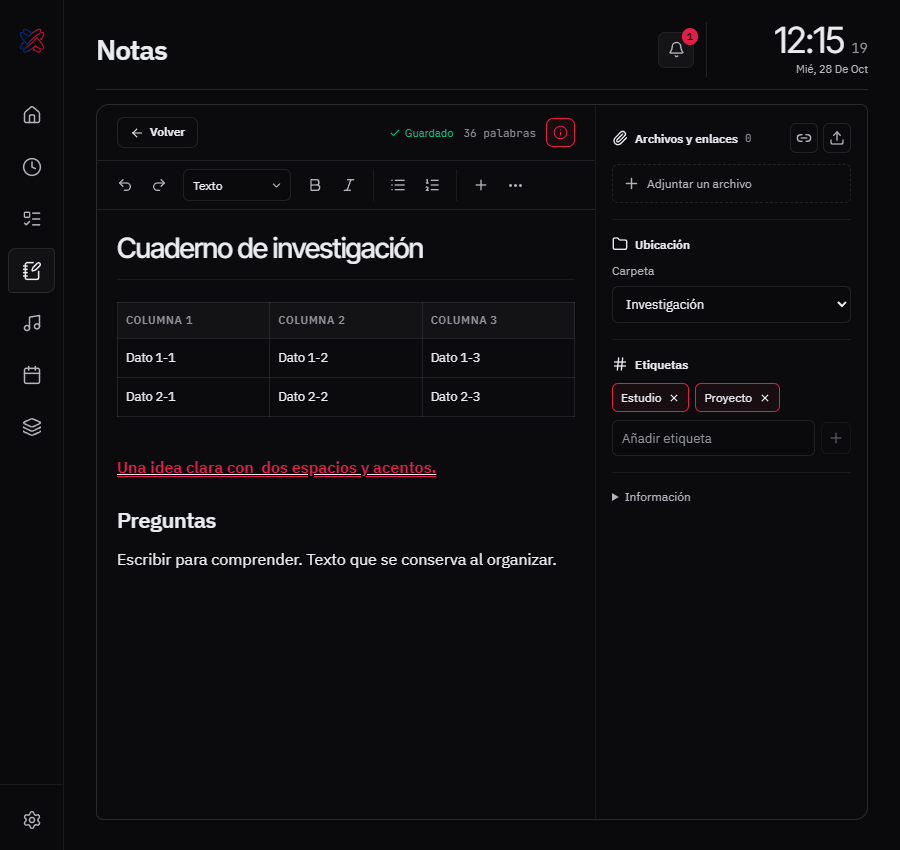 Notas
1
12:15 19
Mié, 28 De Oct
Volver
Guardado 36 palabras
Texto
B I
Cuaderno de investigación
COLUMNA 1 COLUMNA 2 COLUMNA 3
Dato 1-1 Dato 1-2 Dato 1-3
Dato 2-1 Dato 2-2 Dato 2-3
Una idea clara con  dos espacios y acentos.
Preguntas
Escribir para comprender. Texto que se conserva al organizar.
Archivos y enlaces 0
Adjuntar un archivo
Ubicación
Carpeta
Investigación
Etiquetas
Estudio × Proyecto ×
Añadir etiqueta
Información